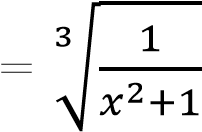 = ∛(1/(x²+1))